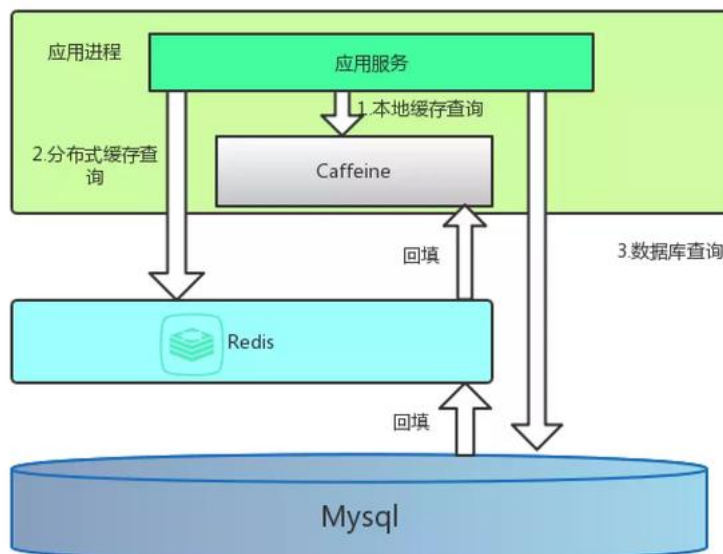 应用进程
应用服务
1.本地缓存查询
2.分布式缓存查
询
Caffeine
回填
3.数据库查询
Redis
回填
Mysql